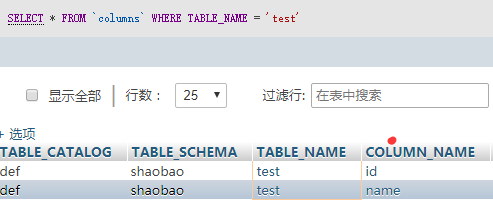 SELECT * FROM `columns` WHERE TABLE_NAME = 'test'
显示全部 行数： 25 过滤行: 在表中搜索
+ 选项
TABLE_CATALOG TABLE_SCHEMA TABLE_NAME COLUMN_NAME
def shaobao test id
def shaobao test name